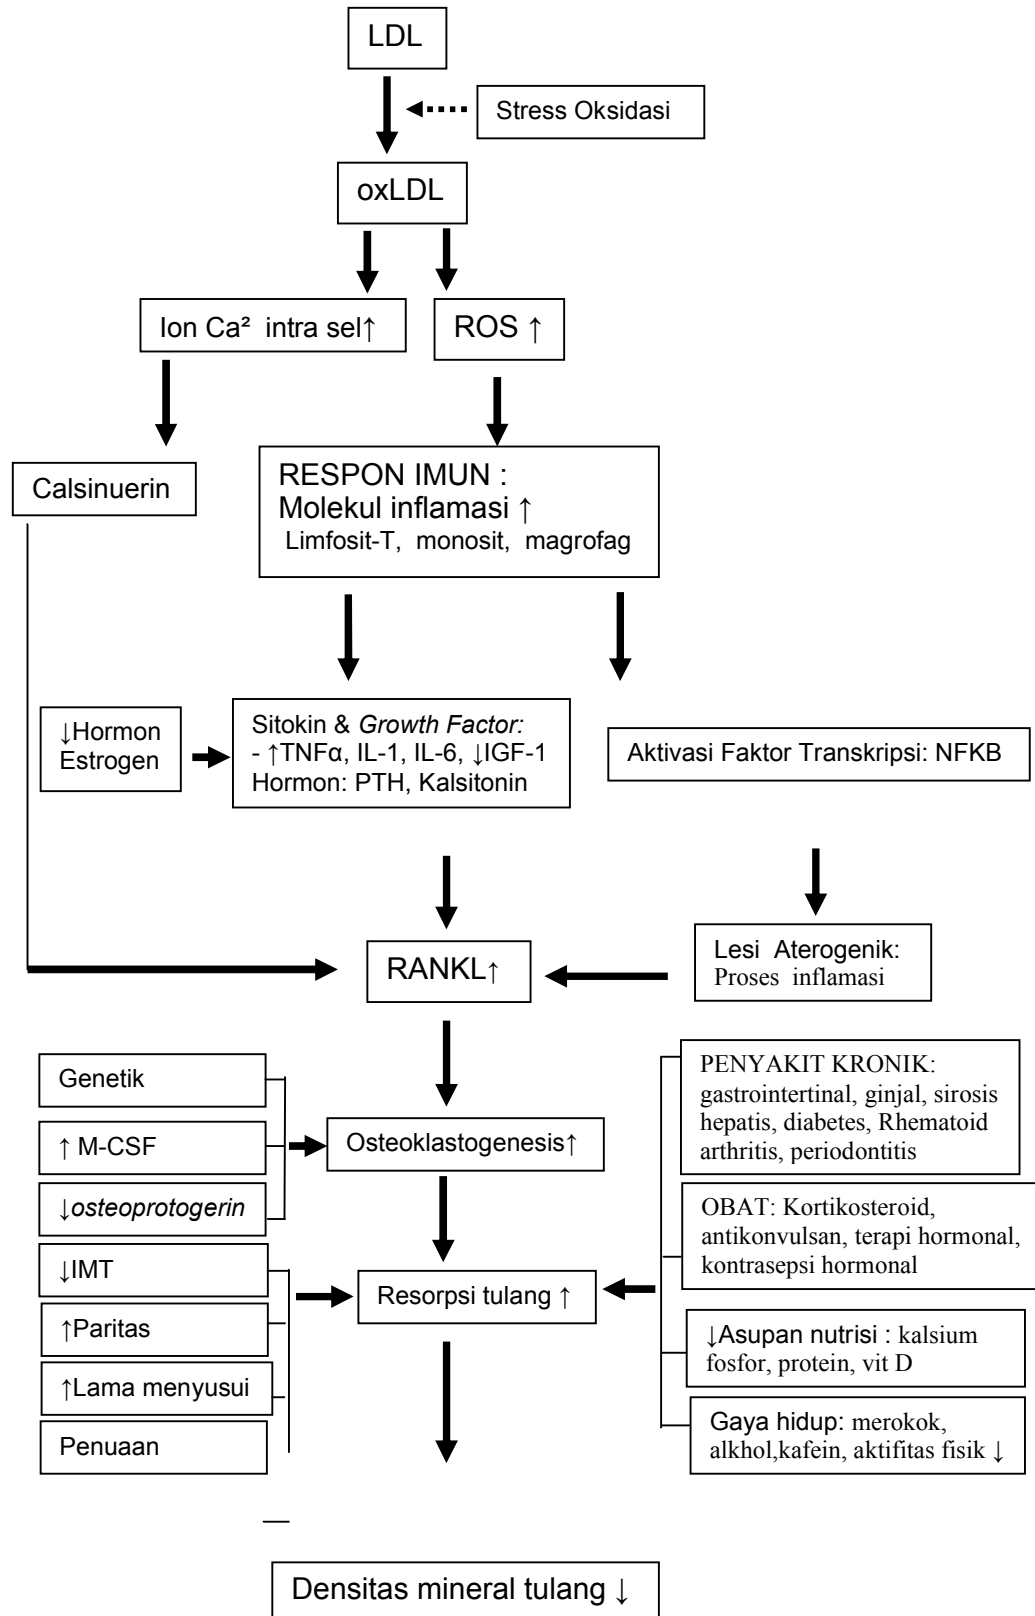 LDL
Stress Oksidasi
oxLDL
Ion Ca² intra sel↑
ROS ↑
Calsinuerin
RESPON IMUN :
Molekul inflamasi ↑
Limfosit-T, monosit, magrofag
↓Hormon
Estrogen
Sitokin & Growth Factor:
- ↑TNFα, IL-1, IL-6, ↓IGF-1
Hormon: PTH, Kalsitonin
Aktivasi Faktor Transkripsi: NFKB
RANKL↑
Lesi Aterogenik:
Proses inflamasi
Genetik
↑ M-CSF
↓osteoprotogerin
Osteoklastogenesis↑
PENYAKIT KRONIK:
gastrointertinal, ginjal, sirosis
hepatis, diabetes, Rhematoid
arthritis, periodontitis
↓IMT
↑Paritas
↑Lama menyusui
Penuaan
Resorpsi tulang ↑
OBAT: Kortikosteroid,
antikonvulsan, terapi hormonal,
kontrasepsi hormonal
↓Asupan nutrisi : kalsium
fosfor, protein, vit D
Gaya hidup: merokok,
alkhol,kafein, aktifitas fisik ↓
Densitas mineral tulang ↓